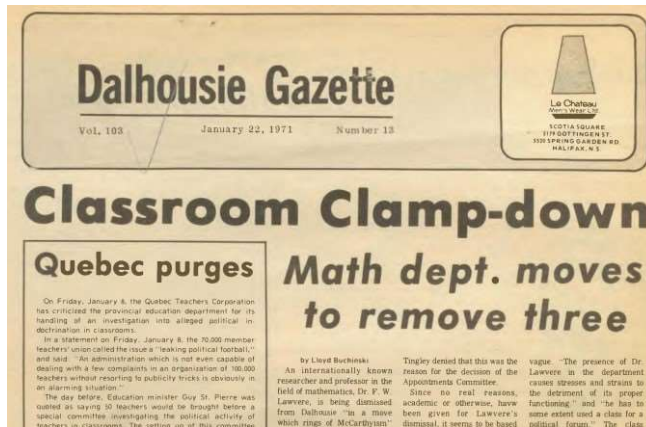 Dalhousie Gazette
Vol. 103 January 22, 1971 Number 13
Le Chateau
Men's Wear Ltd.
SCOTIA SQUARE
HALIFAX, N S
Classroom Clamp-down
Quebec purges
On Friday, January 8, the Quebec Teachers Corporation
has criticized the provincial education department for its
handling of an investigation into alleged political in
doctrination in classrooms.
In a statement on Friday, January 8, the 70,000 member
teachers' union called the issue a "leaking political football,"
and said: "An administration which is not even capable of
dealing with a few complaints in an organization of 100,000
teachers without resorting to publicity tricks is obviously in
an alarming situation."
The day before, Education minister Guy St. Pierre was
quoted as saying 50 teachers would be brought before a
special committee investigating the political activity of
teachers in classrooms. The setting up of this committee
Math dept. moves
to remove three
by Lloyd Buchinski
An internationally known
researcher and professor in the
field of mathematics, Dr. F. W.
Lawvere, is being dismissed
from Dalhousie "in a move
which rings of McCarthyism"
Tingley denied that this was the
reason for the decision of the
Appointments Committee.
Since no real reasons,
academic or otherwise, have
been given for Lawvere's
dismissal, it seems to be based
vague. "The presence of Dr.
Lawvere in the department
causes stresses and strains to
the detriment of its proper
functioning," and "he has to
some extent used a class for a
political forum." The class